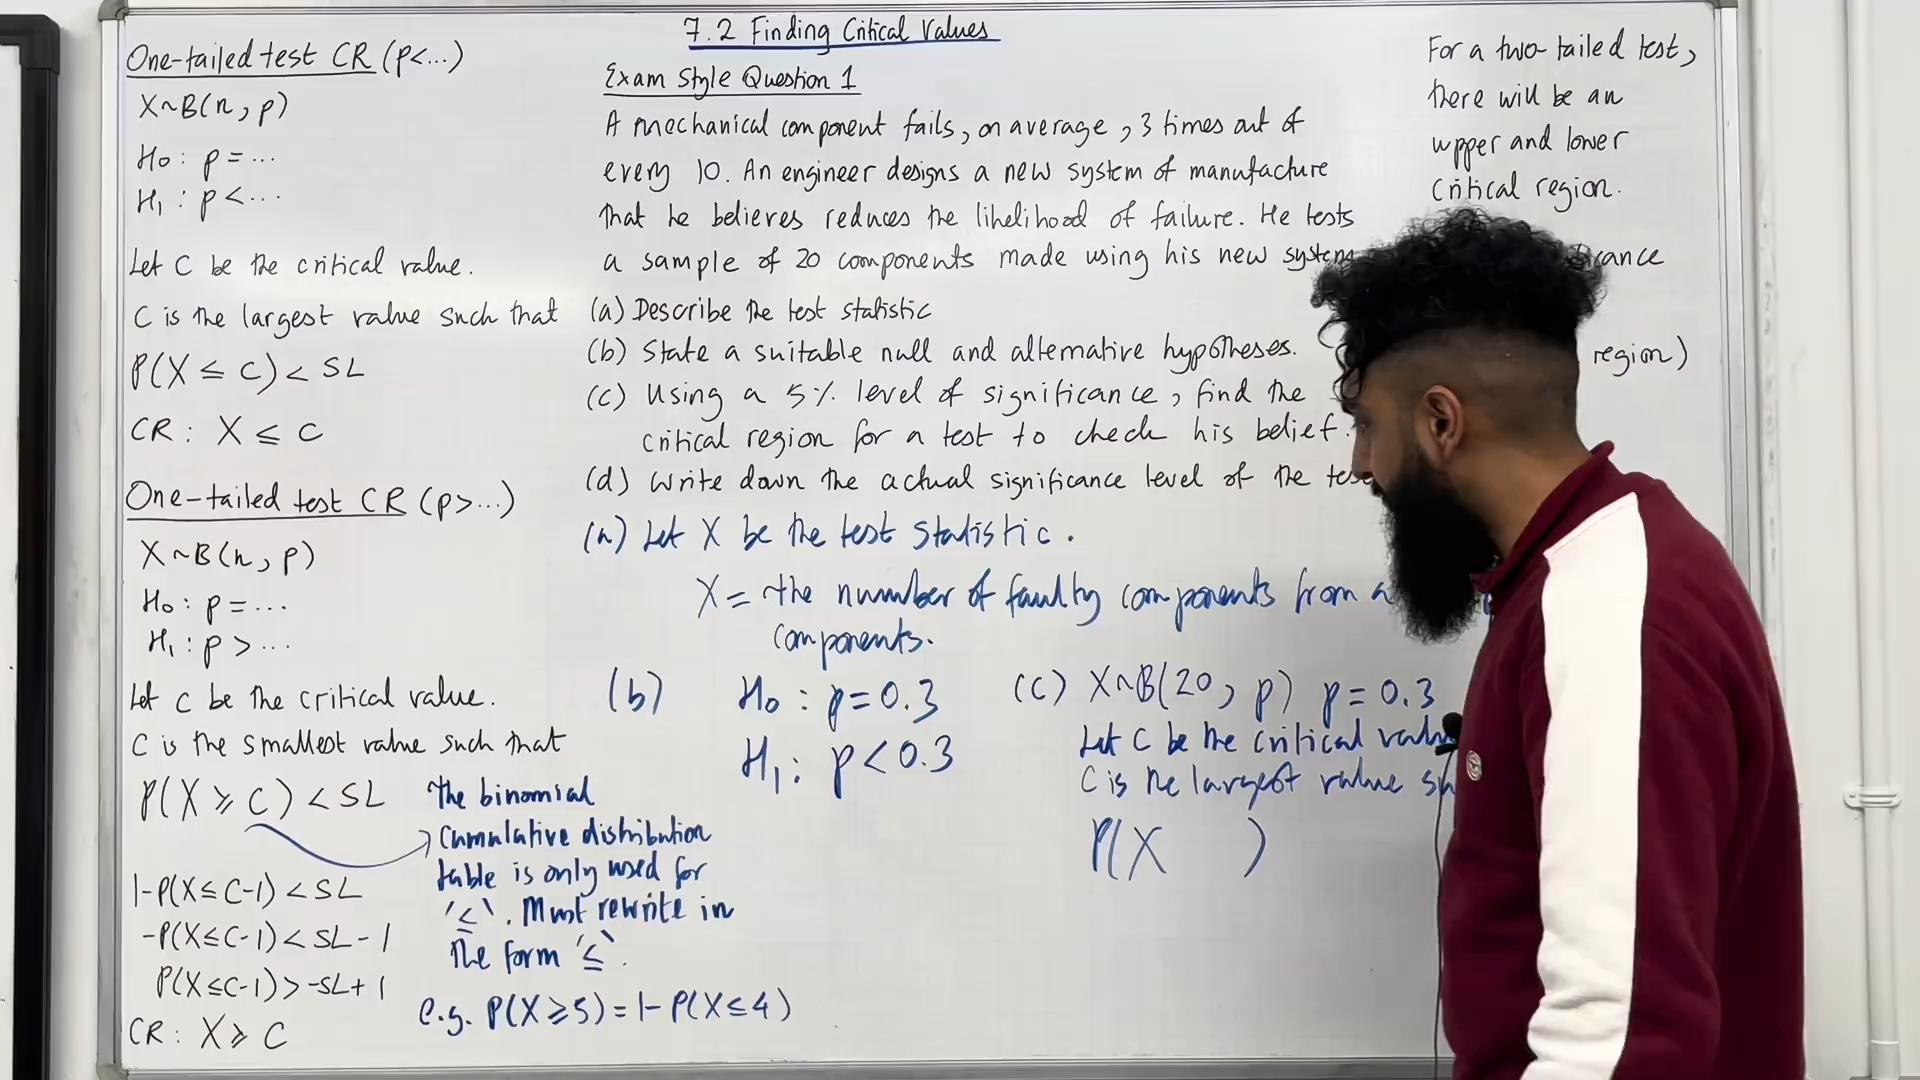 7.2 Finding Critical Values
One-tailed test CR (p<...)
X~B(n, p)
H₀: p = ...
H₁: p < ...
Let C be the critical value.
C is the largest value such that
P(X ≤ C) < SL
CR: X ≤ C
One-tailed test CR (p>...)
X~B(n, p)
H₀: p = ...
H₁: p > ...
Let C be the critical value.
C is the smallest value such that
P(X ≥ C) < SL
1-P(X≤C-1) < SL
-P(X≤C-1) < SL - 1
P(X≤C-1) > -SL + 1
CR: X ≥ C
the binomial
cumulative distribution
table is only used for
'≤'. Must rewrite in
the form '≤'.
e.g. P(X≥5) = 1- P(X≤4)
Exam Style Question 1
A mechanical component fails, on average, 3 times out of
every 10. An engineer designs a new system of manufacture
that he believes reduces the likelihood of failure. He tests
a sample of 20 components made using his new system
(a) Describe the test statistic
(b) State a suitable null and alternative hypotheses.
(c) Using a 5% level of significance, find the
critical region for a test to check his belief.
(d) Write down the actual significance level of the
(a) Let X be the test statistic.
X = the number of faulty components from a
components.
(b) H₀: p = 0.3
H₁: p < 0.3
(c) X~B(20, p) p = 0.3
Let C be the critical
C is the largest value
P(X )
For a two-tailed test,
there will be an
upper and lower
critical region.
region)